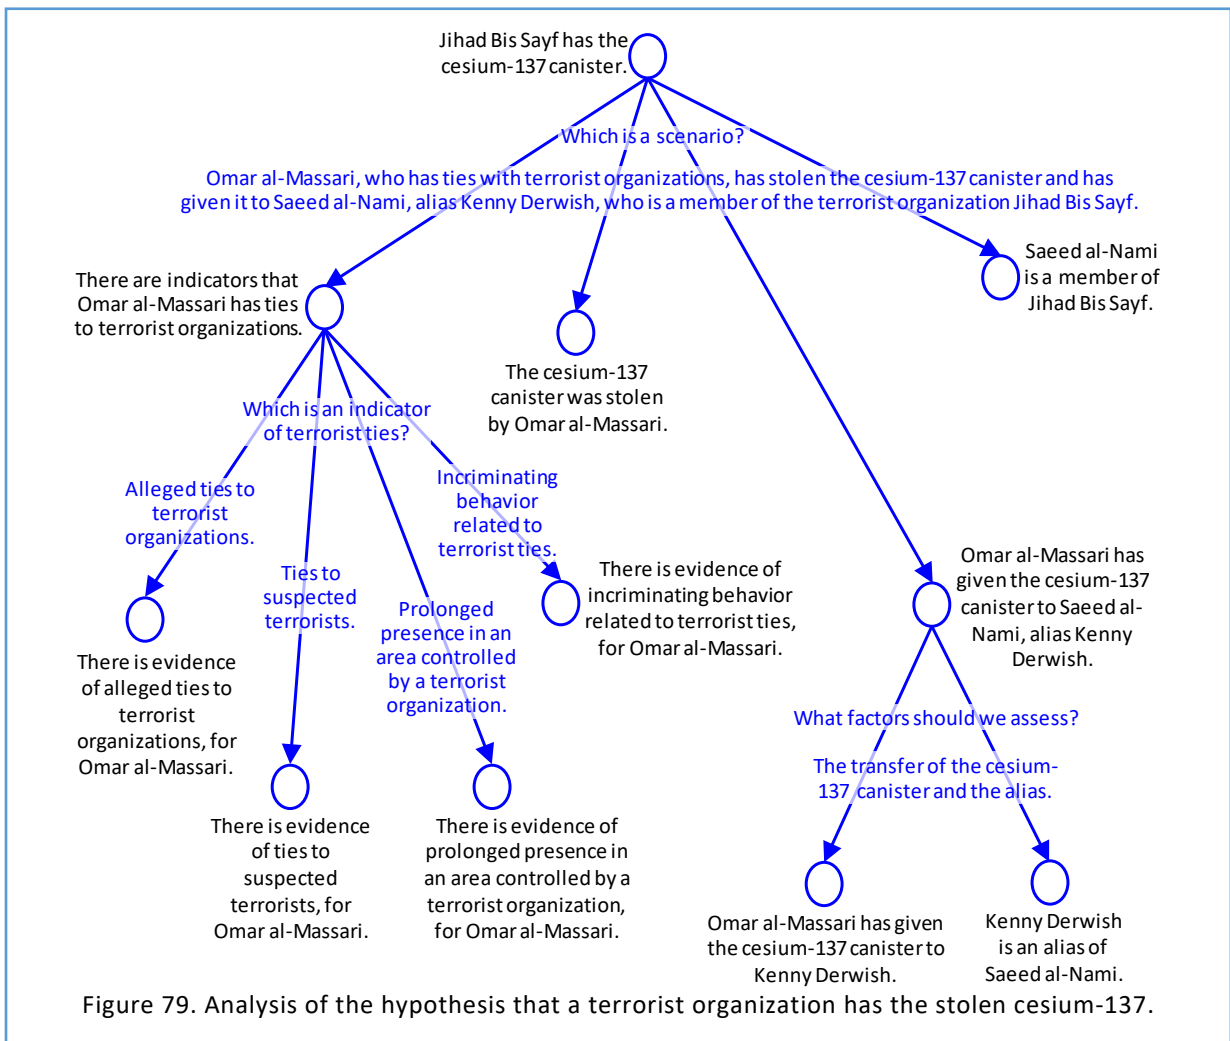 Jihad Bis Sayf has the
cesium-137 canister.
Which is a scenario?
Omar al-Massari, who has ties with terrorist organizations, has stolen the cesium-137 canister and has
given it to Saeed al-Nami, alias Kenny Derwish, who is a member of the terrorist organization Jihad Bis Sayf.
There are indicators that
Omar al-Massari has ties
to terrorist organizations.
The cesium-137
canister was stolen
by Omar al-Massari.
Saeed al-Nami
is a member of
Jihad Bis Sayf.
Which is an indicator
of terrorist ties?
Alleged ties to
terrorist
organizations.
Ties to
suspected
terrorists.
Prolonged
presence in an
area controlled
by a terrorist
organization.
Incriminating
behavior
related to
terrorist ties.
There is evidence
of alleged ties to
terrorist
organizations, for
Omar al-Massari.
There is evidence
of ties to
suspected
terrorists, for
Omar al-Massari.
There is evidence of
prolonged presence in
an area controlled by a
terrorist organization,
for Omar al-Massari.
There is evidence of
incriminating behavior
related to terrorist ties,
for Omar al-Massari.
Omar al-Massari has
given the cesium-137
canister to Saeed al-
Nami, alias Kenny
Derwish.
What factors should we assess?
The transfer of the cesium-
137 canister and the alias.
Omar al-Massari has given
the cesium-137 canister to
Kenny Derwish.
Kenny Derwish
is an alias of
Saeed al-Nami.
Figure 79. Analysis of the hypothesis that a terrorist organization has the stolen cesium-137.